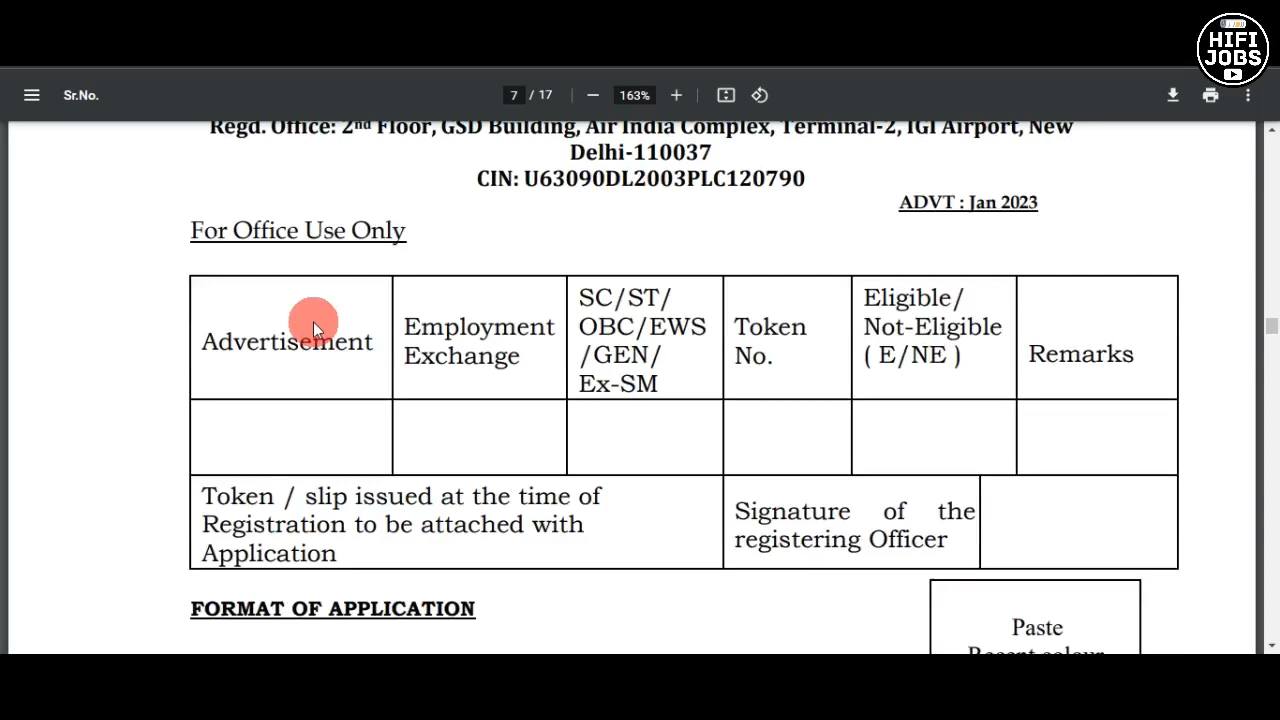 HIFI
JOBS
Sr.No.
7 / 17
163%
Regd. Office: 2nd Floor, GSD Building, Air India Complex, Terminal-2, IGI Airport, New
Delhi-110037
CIN: U63090DL2003PLC120790
ADVT : Jan 2023
For Office Use Only
Advertisement
Employment
Exchange
SC/ST/
OBC/EWS
/GEN/
Ex-SM
Token
No.
Eligible/
Not-Eligible
( E/NE )
Remarks
Token / slip issued at the time of
Registration to be attached with
Application
Signature of the
registering Officer
FORMAT OF APPLICATION
Paste
Recent colour